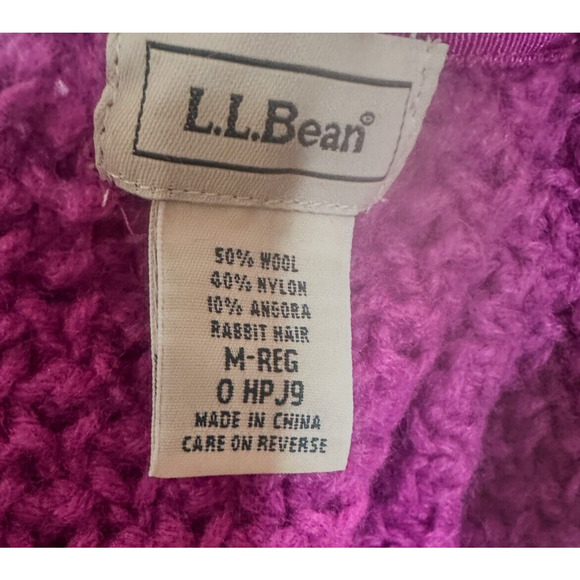 L.L.Bean®
50% WOOL
40% NYLON
10% ANGORA
RABBIT HAIR
M-REG
0 HPJ9
MADE IN CHINA
CARE ON REVERSE